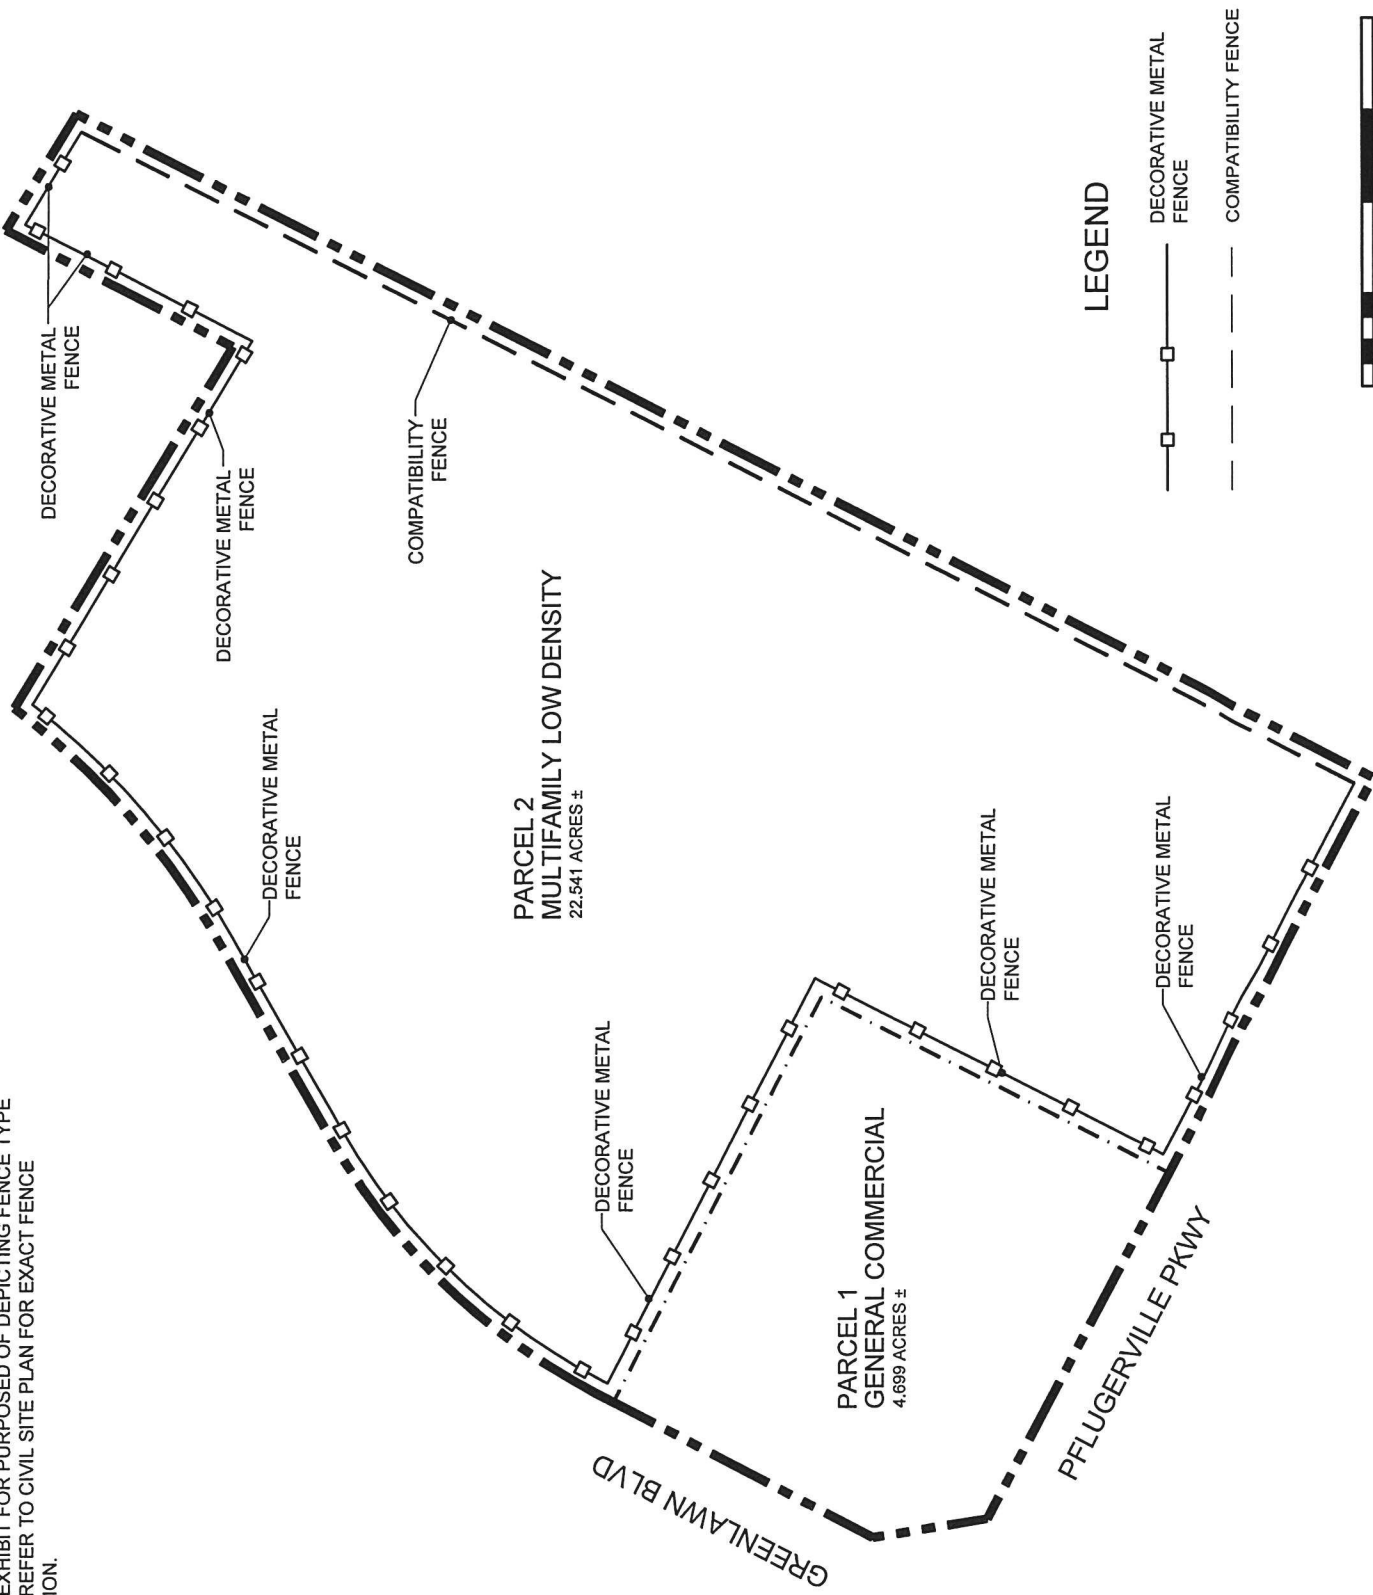 EXHIBIT FOR PURPOSED OF DEPICTING FENCE TYPE
REFER TO CIVIL SITE PLAN FOR EXACT FENCE
ION.
DECORATIVE METAL
FENCE
DECORATIVE METAL
FENCE
COMPATIBILITY
FENCE
DECORATIVE METAL
FENCE
PARCEL 2
MULTIFAMILY LOW DENSITY
22.541 ACRES ±
DECORATIVE METAL
FENCE
DECORATIVE METAL
FENCE
DECORATIVE METAL
FENCE
PARCEL 1
GENERAL COMMERCIAL
4.699 ACRES ±
GREENLAWN BLVD
PFLUGERVILLE PKWY
LEGEND
DECORATIVE METAL
FENCE
COMPATIBILITY FENCE